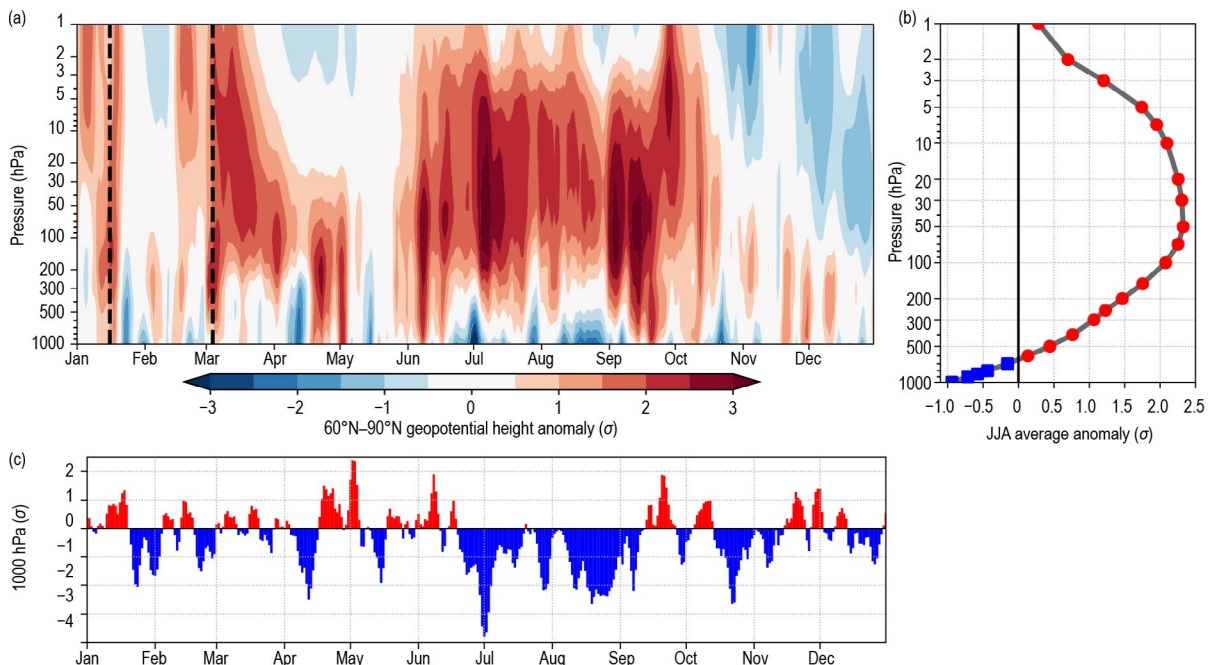 (a)
Pressure (hPa)
1
2
3
5
10
20
30
50
100
200
300
500
1000
Jan Feb Mar Apr May Jun Jul Aug Sep Oct Nov Dec
−3 −2 −1 0 1 2 3
60°N–90°N geopotential height anomaly (σ)
(b)
Pressure (hPa)
1
2
3
5
10
20
30
50
100
200
300
500
1000
−1.0 −0.5 0 0.5 1.0 1.5 2.0 2.5
JJA average anomaly (σ)
(c)
1000 hPa (σ)
2
1
0
−1
−2
−3
−4
Jan Feb Mar Apr May Jun Jul Aug Sep Oct Nov Dec